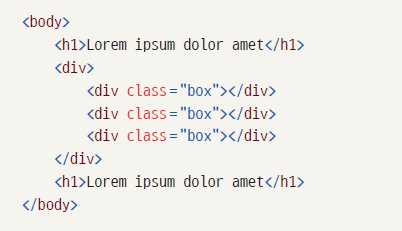 <body>
    <h1>Lorem ipsum dolor amet</h1>
    <div>
        <div class="box"></div>
        <div class="box"></div>
        <div class="box"></div>
    </div>
    <h1>Lorem ipsum dolor amet</h1>
</body>